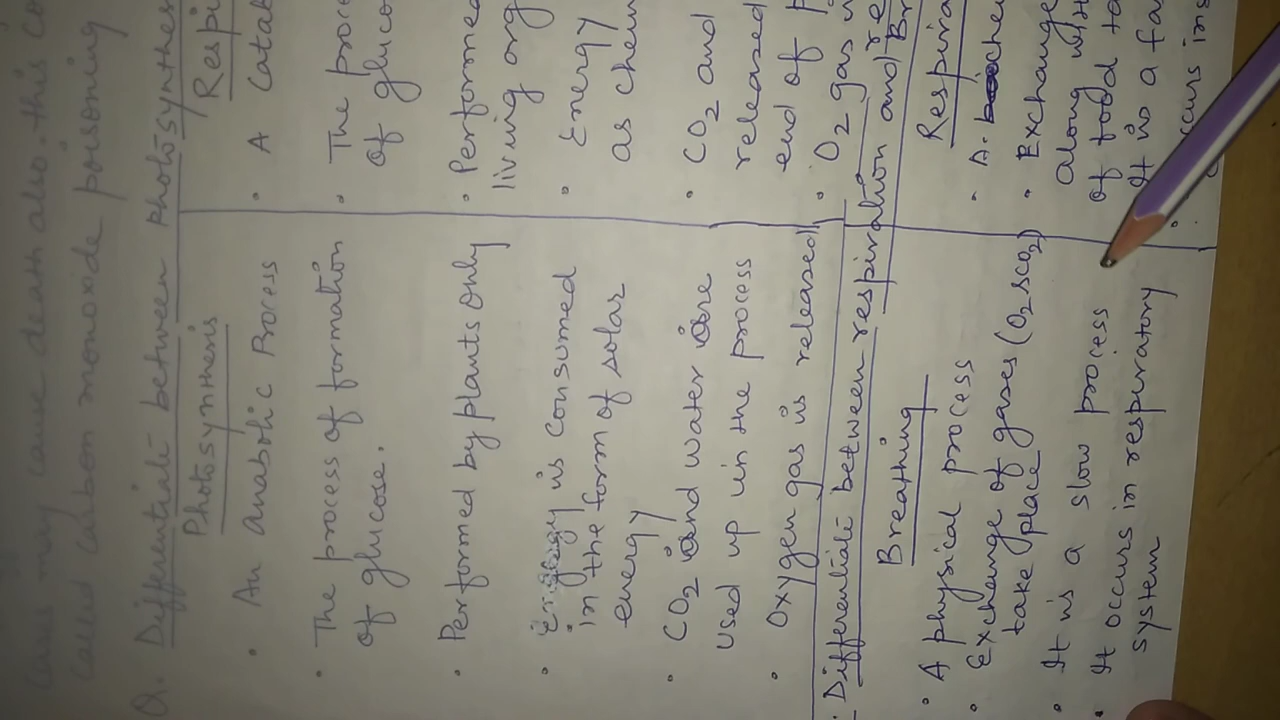 cause death also. this
called carbon monoxide poisoning
Q. Differentiate between Photosynthes
Photosynthesis
Respi
· An anabolic Process
· A Catab
· The process of formation
of glucose.
· The proce
of gluco
· Performed by plants Only
· Performed
living org
· Energy is consumed
in the form of solar
energy
· Energy
as chem
· CO2 and water are
used up in the process
· CO2 and
released
end of p
· Oxygen gas is released
· O2 gas
Differentiate between respiration and Br
Breathing
Respira
· A physical process
· A. bioche
· Exchange of gases (O2 & CO2)
take place
· Exchange
along with
of food to
· It is a slow process
It is a fa
· It occurs in respiratory
system
· occurs ins